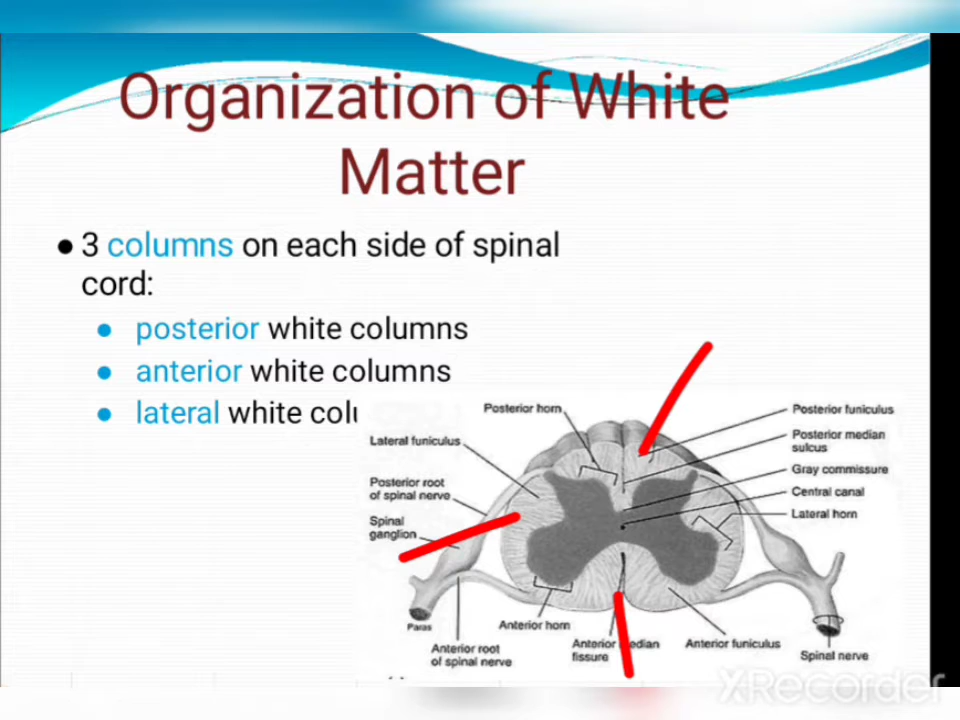 Organization of White
Matter
● 3 columns on each side of spinal
cord:
● posterior white columns
● anterior white columns
● lateral white
Posterior horn
Posterior funiculus
Lateral funiculus
Posterior median
sulcus
Gray commissure
Posterior root
of spinal nerve
Central canal
Lateral horn
Spinal
ganglion
Paras
Anterior horn
Anterior
fissure
Anterior funiculus
Anterior root
of spinal nerve
Spinal nerve
XRecorder